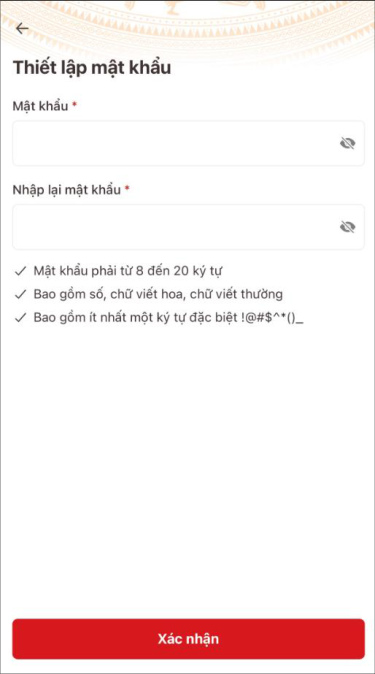 Thiết lập mật khẩu
Mật khẩu *
Nhập lại mật khẩu *
Mật khẩu phải từ 8 đến 20 ký tự
Bao gồm số, chữ viết hoa, chữ viết thường
Bao gồm ít nhất một ký tự đặc biệt !@#$^*()_
Xác nhận